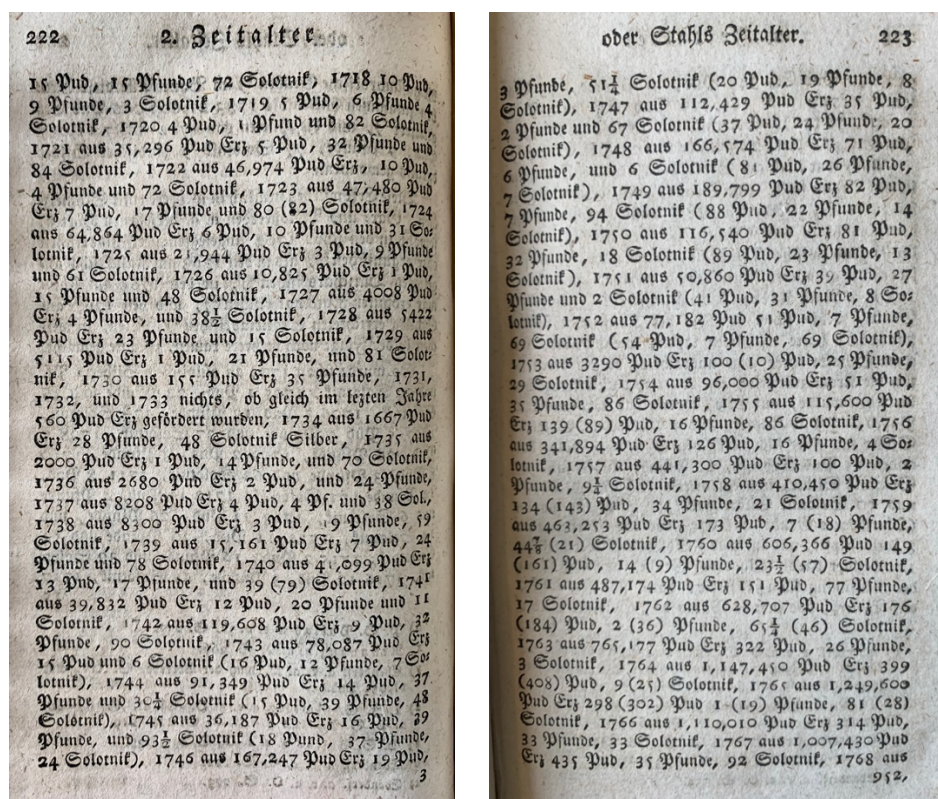 222 2. Zeitalter
15 Pud, 15 Pfunde, 72 Solotnik, 1718 10 Pud,
9 Pfunde, 3 Solotnik, 1719 5 Pud, 6 Pfunde 4
Solotnik, 1720 4 Pud, 1 Pfund und 82 Solotnik,
1721 aus 35,296 Pud Erz 5 Pud, 32 Pfunde und
84 Solotnik, 1722 aus 46,974 Pud Erz, 10 Pud,
4 Pfunde und 72 Solotnik, 1723 aus 47,480 Pud
Erz 7 Pud, 17 Pfunde und 80 (82) Solotnik, 1724
aus 64,864 Pud Erz 6 Pud, 10 Pfunde und 31 So⸗
lotnik, 1725 aus 21,944 Pud Erz 3 Pud, 9 Pfunde
und 61 Solotnik, 1726 aus 10,825 Pud Erz 1 Pud,
15 Pfunde und 48 Solotnik, 1727 aus 4008 Pud
Erz 4 Pfunde, und 38½ Solotnik, 1728 aus 5422
Pud Erz 23 Pfunde und 15 Solotnik, 1729 aus
5115 Pud Erz 1 Pud, 21 Pfunde, und 81 Solot⸗
nik, 1730 aus 155 Pud Erz 35 Pfunde, 1731,
1732, und 1733 nichts, ob gleich im lezten Jahre
560 Pud Erz gefördert wurden, 1734 aus 1667 Pud
Erz 28 Pfunde, 48 Solotnik Silber, 1735 aus
2000 Pud Erz 1 Pud, 14 Pfunde, und 70 Solotnik,
1736 aus 2680 Pud Erz 2 Pud, und 24 Pfunde,
1737 aus 8208 Pud Erz 4 Pud, 4 Pf. und 38 Sol.,
1738 aus 8300 Pud Erz 3 Pud, 19 Pfunde, 59
Solotnik, 1739 aus 15,161 Pud Erz 7 Pud, 24
Pfunde und 78 Solotnik, 1740 aus 41,099 Pud Erz
13 Pud, 17 Pfunde, und 39 (79) Solotnik, 1741
aus 39,832 Pud Erz 12 Pud, 20 Pfunde und 11
Solotnik, 1742 aus 119,608 Pud Erz 9 Pud, 32
Pfunde, 90 Solotnik, 1743 aus 78,087 Pud Erz
15 Pud und 6 Solotnik (16 Pud, 12 Pfunde, 7 So⸗
lotnik), 1744 aus 91,349 Pud Erz 14 Pud, 37
Pfunde und 30¼ Solotnik (15 Pud, 39 Pfunde, 48
Solotnik), 1745 aus 36,187 Pud Erz 16 Pud, 39
Pfunde, und 93½ Solotnik (18 Pund, 37 Pfunde,
24 Solotnik), 1746 aus 167,247 Pud Erz 19 Pud,
3
oder Stahls Zeitalter. 223
3 Pfunde, 51¼ Solotnik (20 Pud, 19 Pfunde, 8
Solotnik), 1747 aus 112,429 Pud Erz 35 Pud,
2 Pfunde und 67 Solotnik (37 Pud, 24 Pfunde, 20
Solotnik), 1748 aus 166,574 Pud Erz 71 Pud,
6 Pfunde, und 6 Solotnik (81 Pud, 26 Pfunde,
7 Solotnik), 1749 aus 189,799 Pud Erz 82 Pud,
7 Pfunde, 94 Solotnik (88 Pud, 22 Pfunde, 14
Solotnik), 1750 aus 116,540 Pud Erz 81 Pud,
32 Pfunde, 18 Solotnik (89 Pud, 23 Pfunde, 13
Solotnik), 1751 aus 50,860 Pud Erz 39 Pud, 27
Pfunde und 2 Solotnik (41 Pud, 31 Pfunde, 8 So⸗
lotnik), 1752 aus 77,182 Pud 51 Pud, 7 Pfunde,
69 Solotnik (54 Pud, 7 Pfunde, 69 Solotnik),
1753 aus 3290 Pud Erz 100 (10) Pud, 25 Pfunde,
29 Solotnik, 1754 aus 96,000 Pud Erz 51 Pud,
35 Pfunde, 86 Solotnik, 1755 aus 115,600 Pud
Erz 139 (89) Pud, 16 Pfunde, 86 Solotnik, 1756
aus 341,894 Pud Erz 126 Pud, 16 Pfunde, 4 So⸗
lotnik, 1757 aus 441,300 Pud Erz 100 Pud, 2
Pfunde, 9¼ Solotnik, 1758 aus 410,450 Pud Erz
134 (143) Pud, 34 Pfunde, 21 Solotnik, 1759
aus 463,253 Pud Erz 173 Pud, 7 (18) Pfunde,
44⅞ (21) Solotnik, 1760 aus 606,366 Pud 149
(161) Pud, 14 (9) Pfunde, 23½ (57) Solotnik,
1761 aus 487,174 Pud Erz 151 Pud, 77 Pfunde,
17 Solotnik, 1762 aus 628,707 Pud Erz 176
(184) Pud, 2 (36) Pfunde, 65¼ (46) Solotnik,
1763 aus 765,177 Pud Erz 322 Pud, 26 Pfunde,
3 Solotnik, 1764 aus 1,147,450 Pud Erz 399
(408) Pud, 9 (25) Pfunde, 1765 aus 1,249,600
Pud Erz 298 (302) Pud 1 (19) Pfunde, 81 (28)
Solotnik, 1766 aus 1,110,010 Pud Erz 314 Pud,
33 Pfunde, 33 Solotnik, 1767 aus 1,007,430 Pud
Erz 435 Pud, 35 Pfunde, 92 Solotnik, 1768 aus
952,